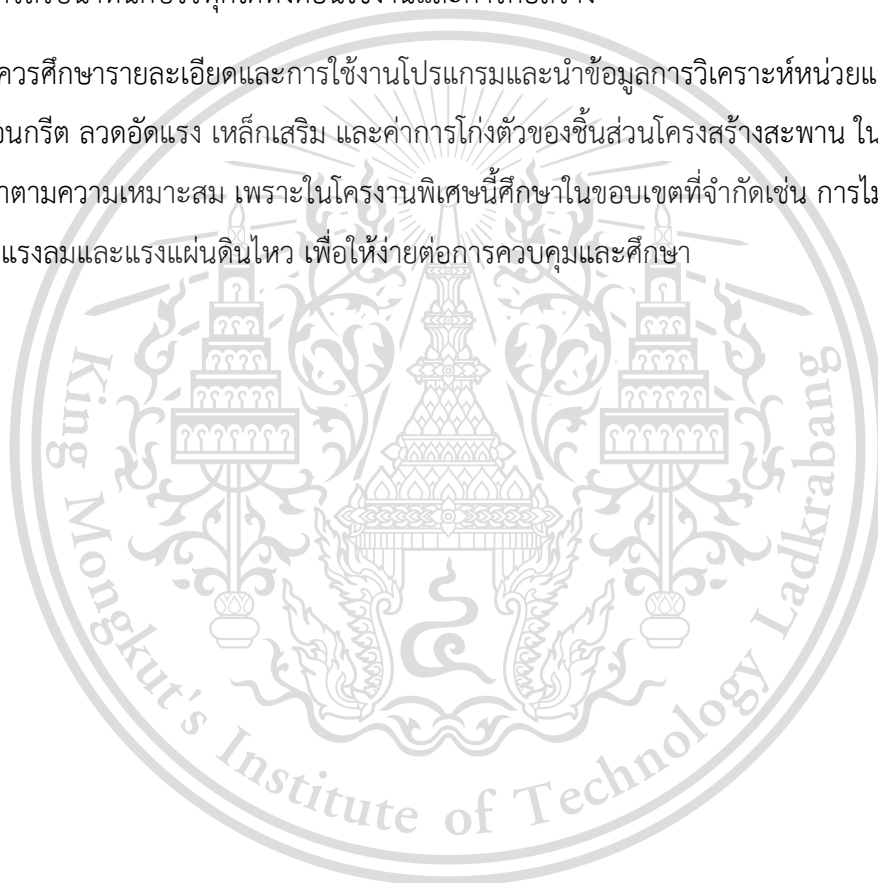 ควรศึกษารายละเอียดและการใช้งานโปรแกรมและนำข้อมูลการวิเคราะห์หน่วยแ
อนกรีต ลวดอัดแรง เหล็กเสริม และค่าการโก่งตัวของชิ้นส่วนโครงสร้างสะพาน ใน
าตามความเหมาะสม เพราะในโครงานพิเศษนี้ศึกษาในขอบเขตที่จำกัดเช่น การไม
แรงลมและแรงแผ่นดินไหว เพื่อให้ง่ายต่อการควบคุมและศึกษา
King Mongkut's Institute of Technology Ladkrabang